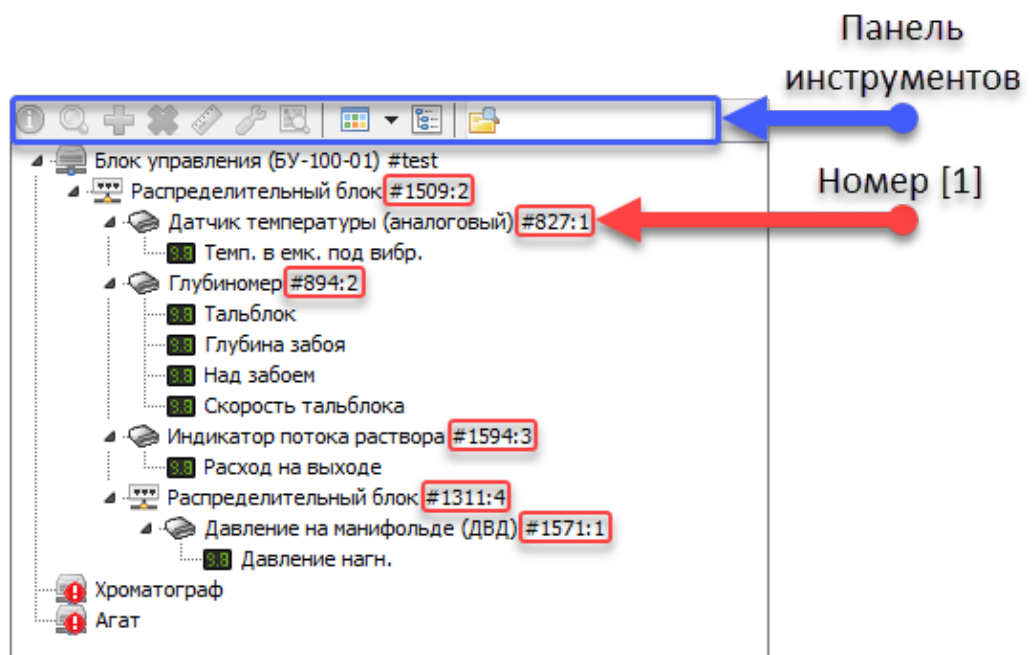 Панель
инструментов
Блок управления (БУ-100-01) #test
Распределительный блок #1509:2
Номер [1]
Датчик температуры (аналоговый) #827:1
Темп. в емк. под вибр.
Глубиномер #894:2
Тальблок
Глубина забоя
Над забоем
Скорость тальблока
Индикатор потока раствора #1594:3
Расход на выходе
Распределительный блок #1311:4
Давление на манифольде (ДВД) #1571:1
Давление нагн.
Хроматограф
Агат